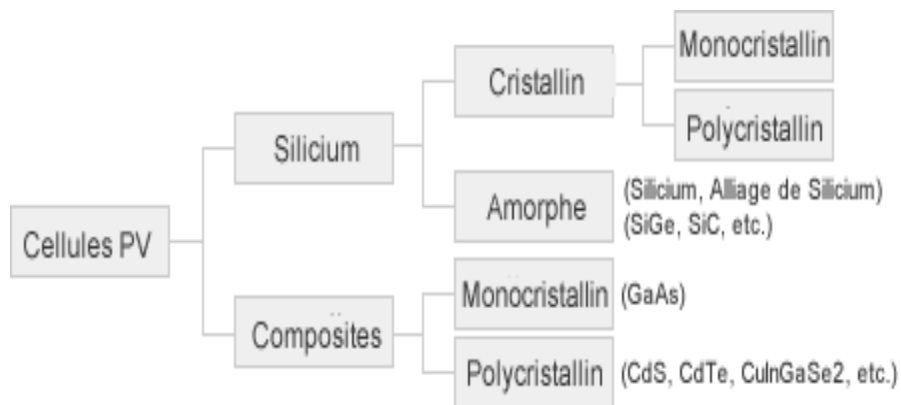 Monocristallin
Cristallin
Polycristallin
Silicium
Amorphe (Silicium, Alliage de Silicium)
(SiGe, SiC, etc.)
Cellules PV
Monocristallin (GaAs)
Composites
Polycristallin (CdS, CdTe, CuInGaSe2, etc.)